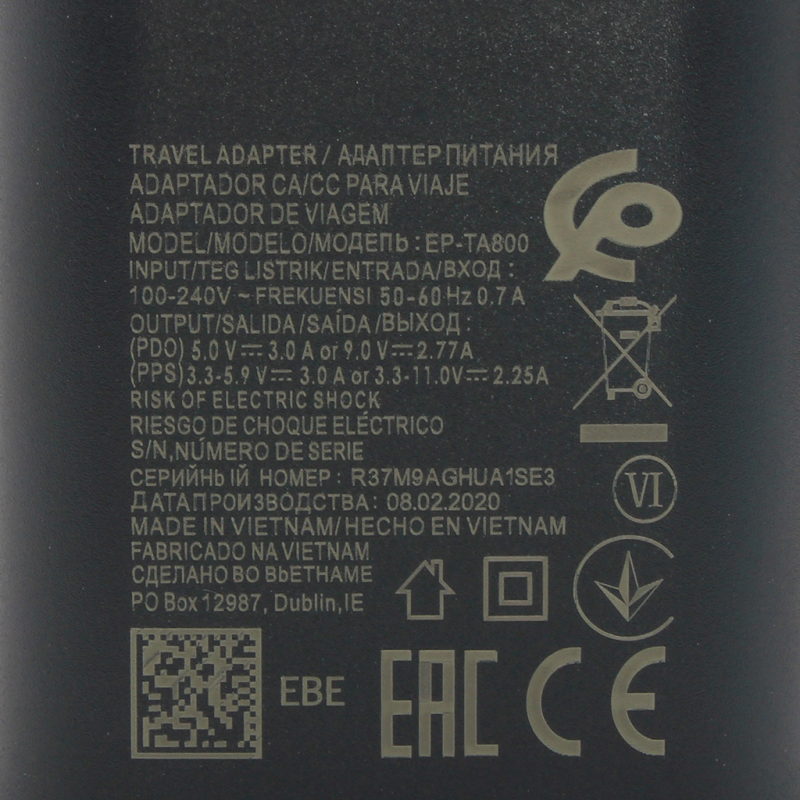 TRAVEL ADAPTER / АДАПТЕР ПИТАНИЯ
ADAPTADOR CA/CC PARA VIAJE
ADAPTADOR DE VIAGEM
MODEL/MODELO/МОДЕПЬ : EP-TA800
INPUT/TEG LISTRIK/ENTRADA/ВХОД :
100-240V ~ FREKUENSI 50-60 Hz 0.7 A
OUTPUT/SALIDA /SAÍDA /ВЫХОД :
(PDO) 5.0 V⎓ 3.0 A or 9.0 V⎓ 2.77A
(PPS) 3.3-5.9 V⎓ 3.0 A or 3.3-11.0V⎓ 2.25A
RISK OF ELECTRIC SHOCK
RIESGO DE CHOQUE ELÉCTRICO
S/N,NÚMERO DE SERIE
СЕРИЙНЫЙ НОМЕР : R37M9AGHUA1SE3
ДАТАПРОИЗВОДСТВА: 08.02.2020
MADE IN VIETNAM/ HECHO EN VIETNAM
FABRICADO NA VIETNAM
СДЕЛАНО ВО ВЬЕТНАМЕ
PO Box 12987, Dublin,IE
VI
EBE
EAC CE